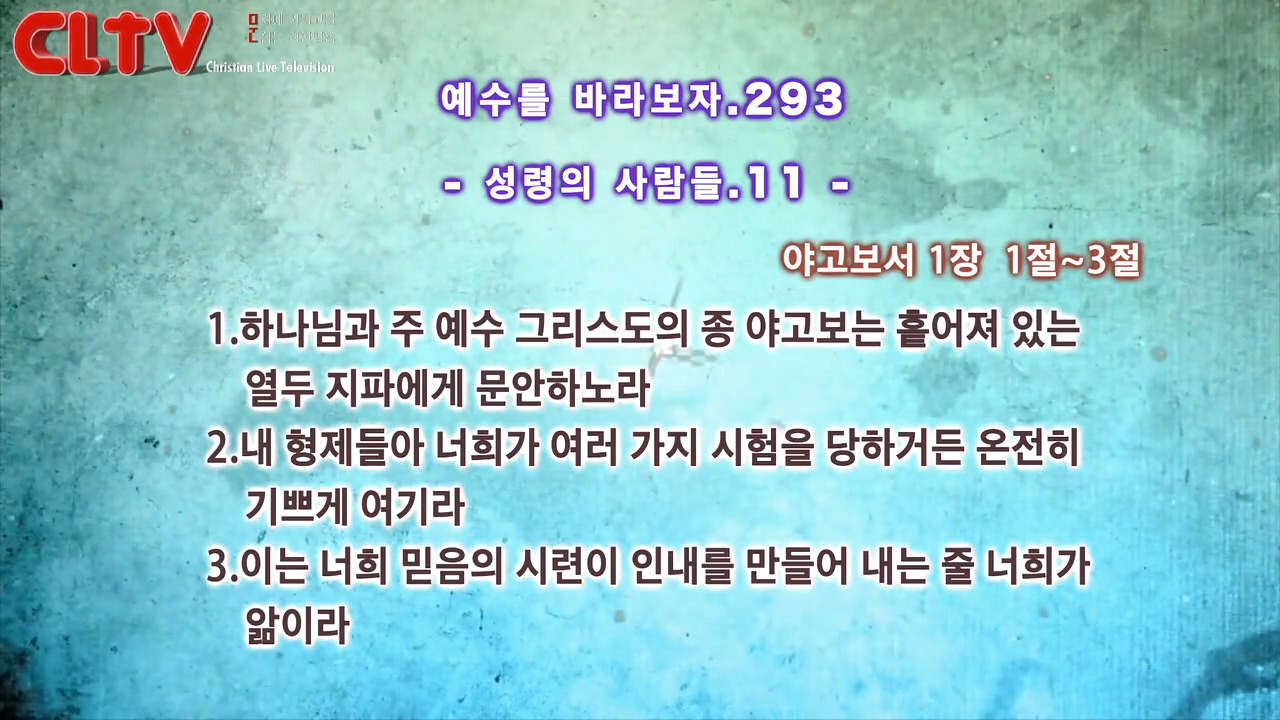 CLTV
Christian Live Television
예수를 바라보자.293
- 성령의 사람들.11 -
야고보서 1장 1절~3절
1.하나님과 주 예수 그리스도의 종 야고보는 흩어져 있는
열두 지파에게 문안하노라
2.내 형제들아 너희가 여러 가지 시험을 당하거든 온전히
기쁘게 여기라
3.이는 너희 믿음의 시련이 인내를 만들어 내는 줄 너희가
앎이라